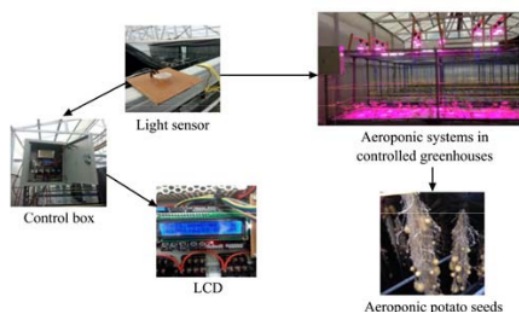 Light sensor
Aeroponic systems in
controlled greenhouses
Control box
LCD
Aeroponic potato seeds